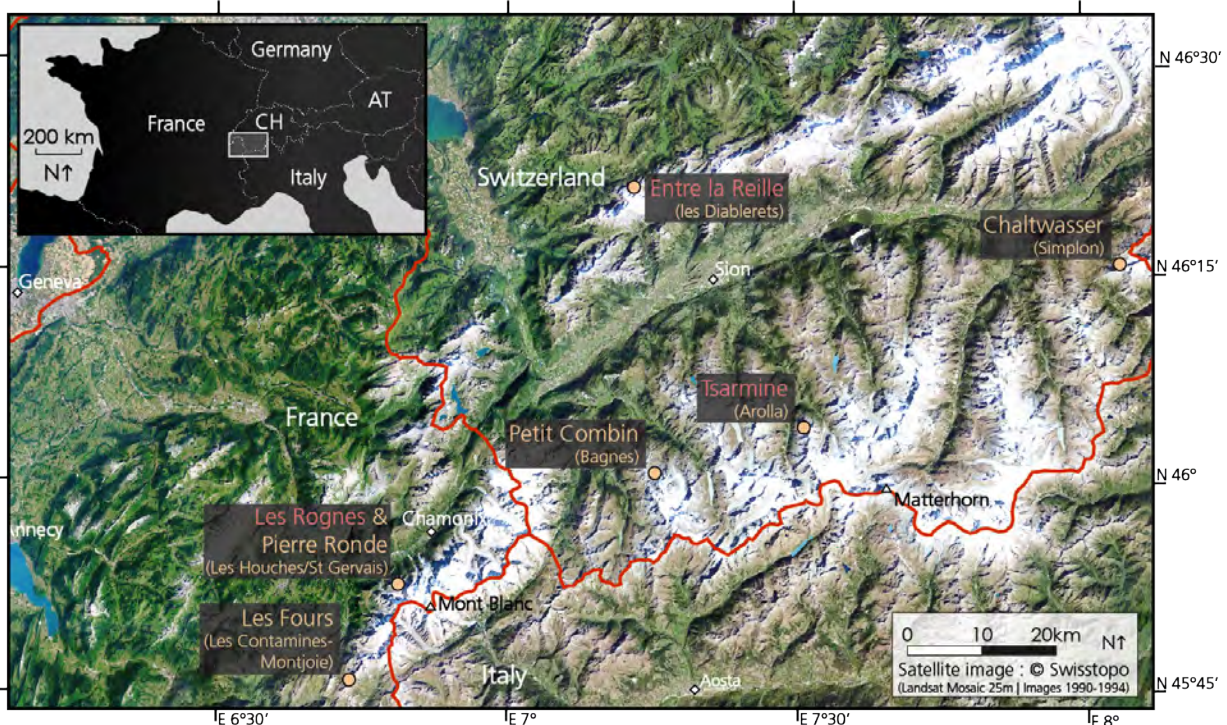 Germany
AT
France
CH
200 km
N↑
Italy
N 46°30'
Switzerland
Entre la Reille
(les Diablerets)
Chaltwasser
(Simplon)
N 46°15'
Geneva
Sion
Tsarmine
(Arolla)
France
Petit Combin
(Bagnes)
N 46°
Matterhorn
Les Rognes &
Pierre Ronde
(Les Houches/St Gervais)
Chamonix
Annecy
Mont Blanc
Les Fours
(Les Contamines-
Montjoie)
Italy
Aosta
0 10 20km N↑
Satellite image : © Swisstopo
(Landsat Mosaic 25m | Images 1990-1994)
N 45°45'
E 6°30' E 7° E 7°30' E 8°